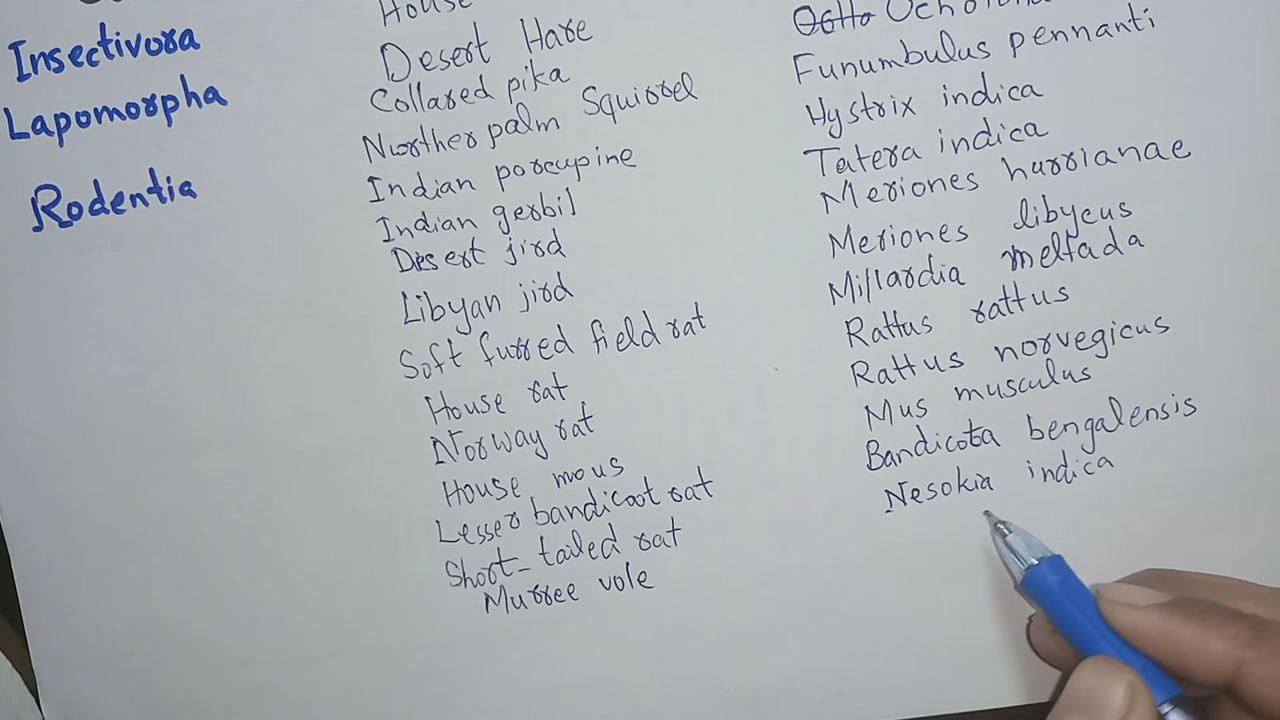 House
Insectivora
Desert Hare
Lapomorpha
Collared pika
Funumbulus pennanti
Norther palm Squirrel
Hystrix indica
Rodentia
Indian porcupine
Tatera indica
Indian gerbil
Meriones hurrianae
Desert jird
Meriones libycus
Libyan jird
Millardia meltada
Soft furred field rat
Rattus rattus
House rat
Rattus norvegicus
Norway rat
Mus musculus
House mous
Bandicota bengalensis
Lesser bandicoot rat
Nesokia indica
Short-tailed rat
Murree vole